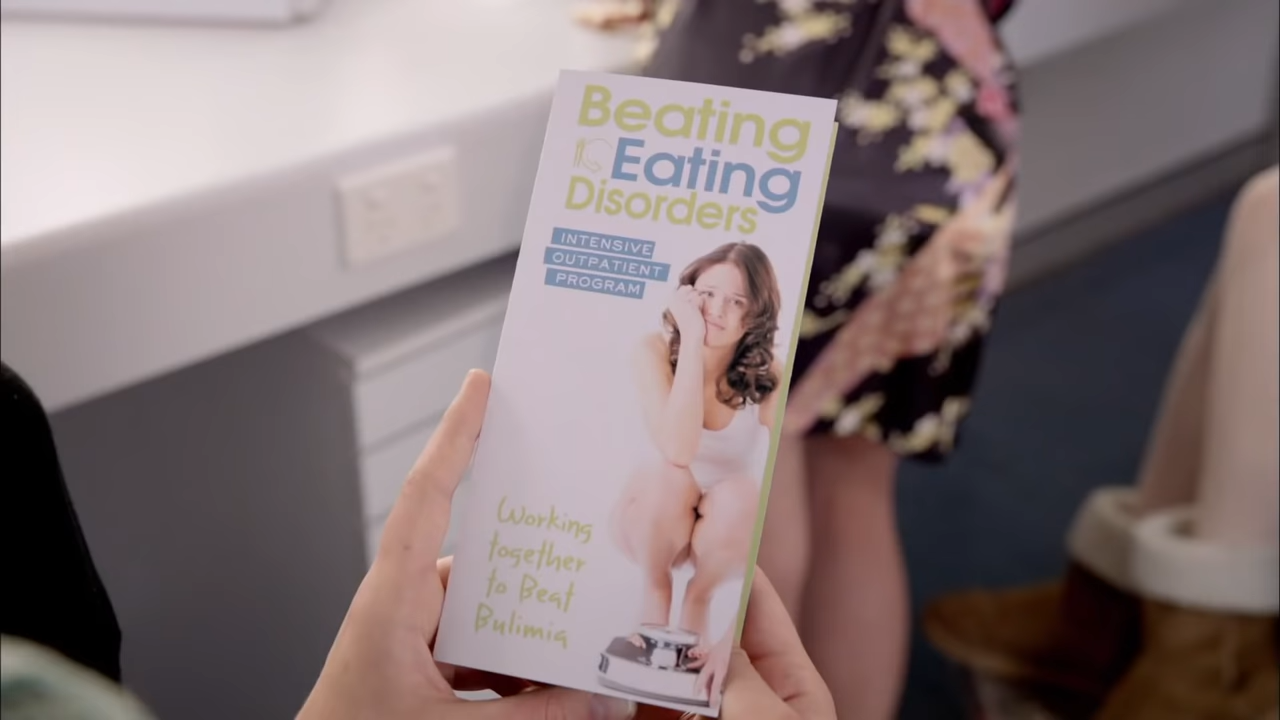 Beating
Eating
Disorders
INTENSIVE
OUTPATIENT
PROGRAM
Working
together
to Beat
Bulimia